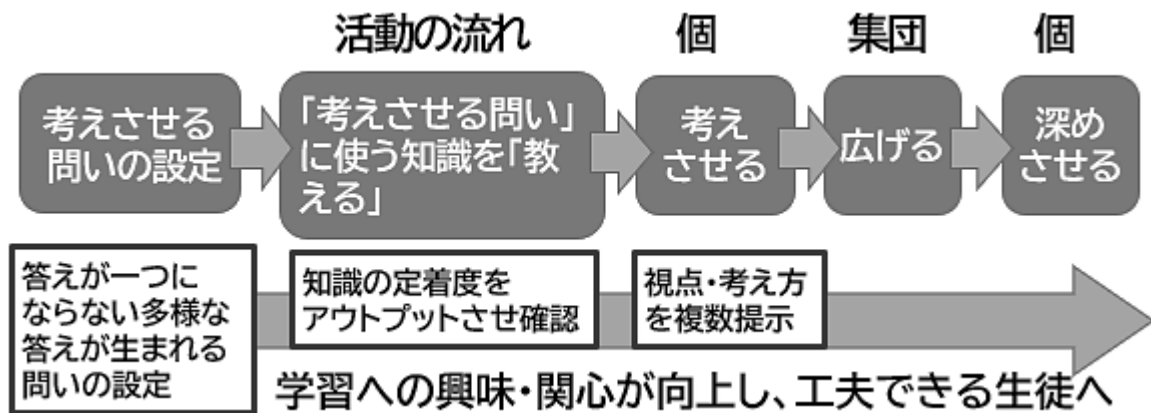 活動の流れ
個
集団
個
考えさせる
問いの設定
「考えさせる問い」
に使う知識を「教
える」
考え
させる
広げる
深め
させる
答えが一つに
ならない多様な
答えが生まれる
問いの設定
知識の定着度を
アウトプットさせ確認
視点・考え方
を複数提示
学習への興味・関心が向上し、工夫できる生徒へ